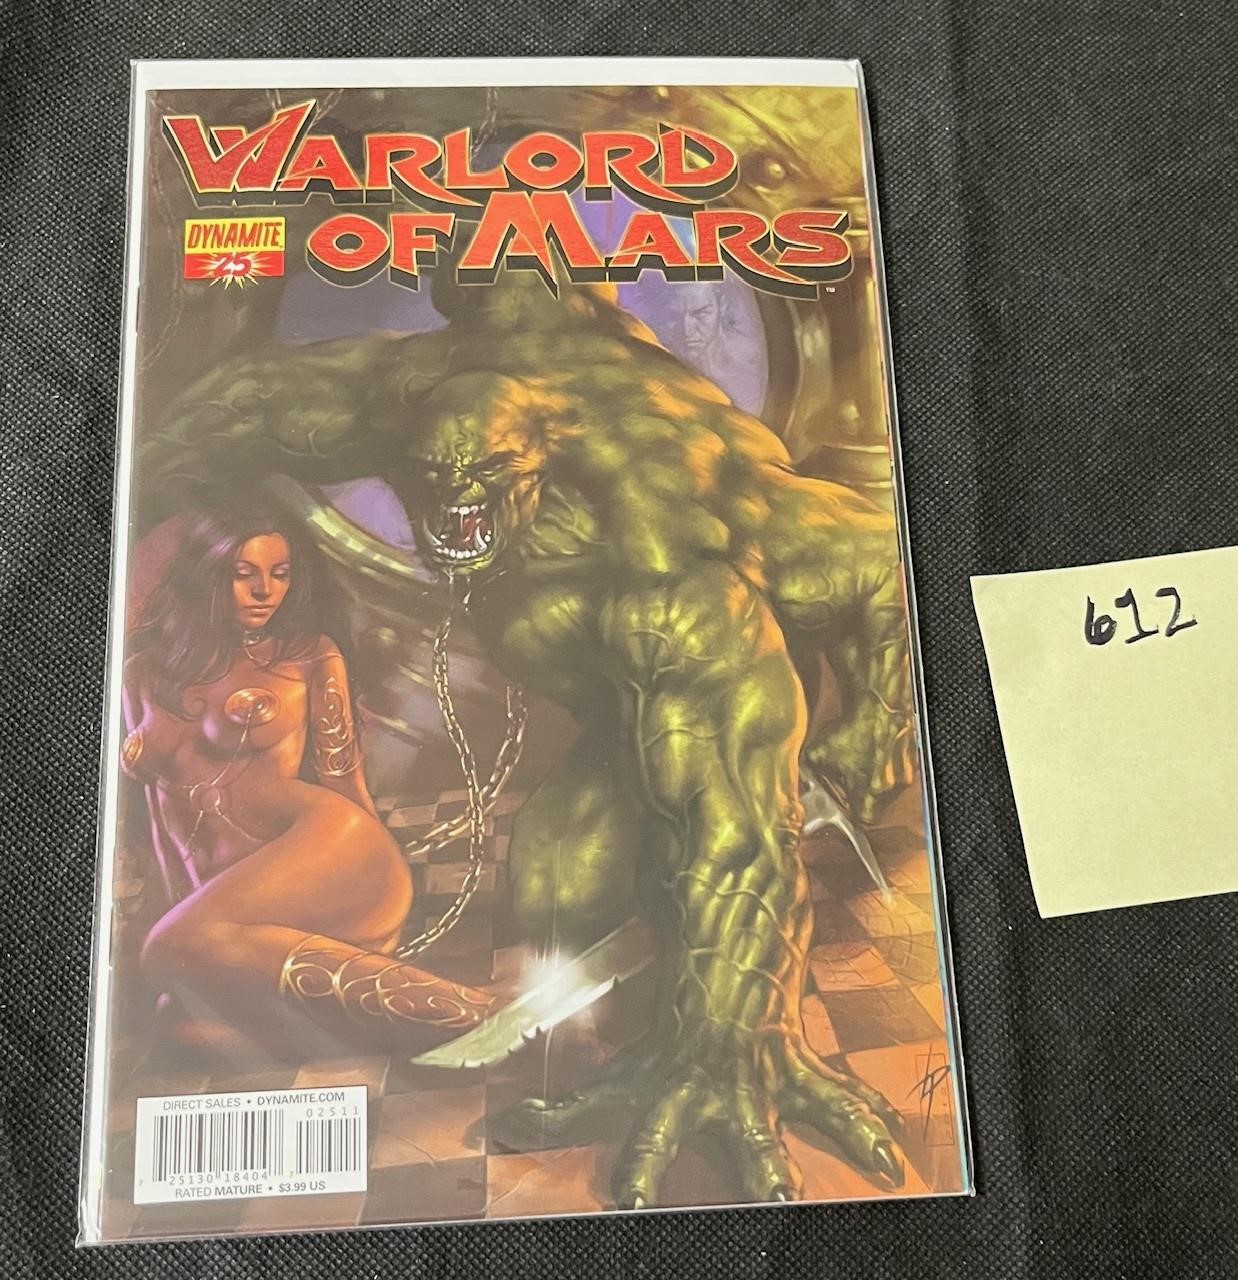 WARLORD
OF MARS
™
DYNAMITE
25
612
DIRECT SALES • DYNAMITE.COM
02511
7 25130 18404 7
RATED MATURE • $3.99 US